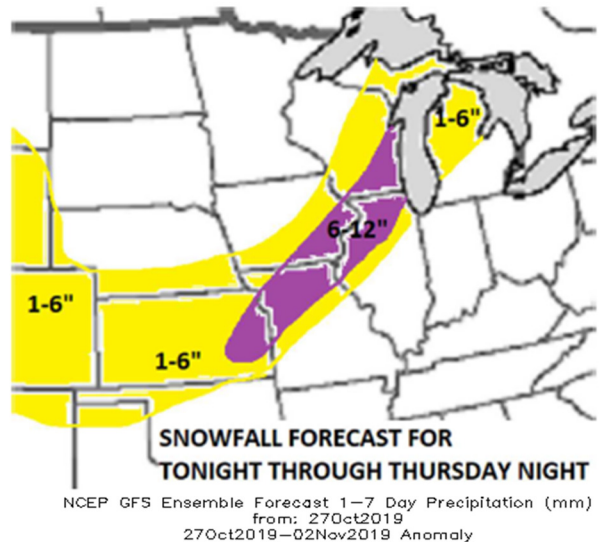 1-6"
6-12"
1-6"
1-6"
SNOWFALL FORECAST FOR
TONIGHT THROUGH THURSDAY NIGHT
NCEP GFS Ensemble Forecast 1-7 Day Precipitation (mm)
from: 27Oct2019
27Oct2019-02Nov2019 Anomaly